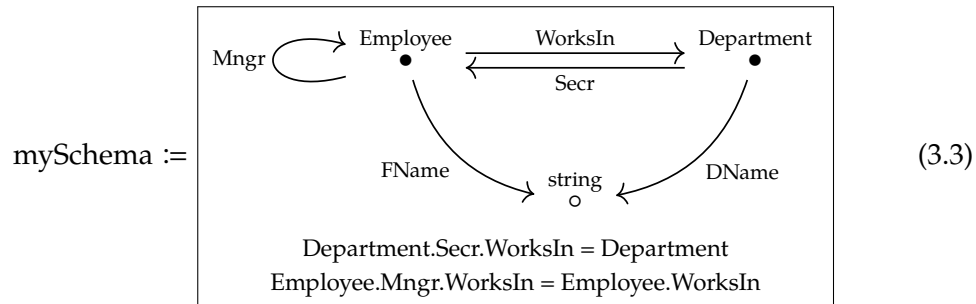 Employee
WorksIn
Department
Mngr
Secr
mySchema :=
(3.3)
FName
string
DName
Department.Secr.WorksIn = Department
Employee.Mngr.WorksIn = Employee.WorksIn